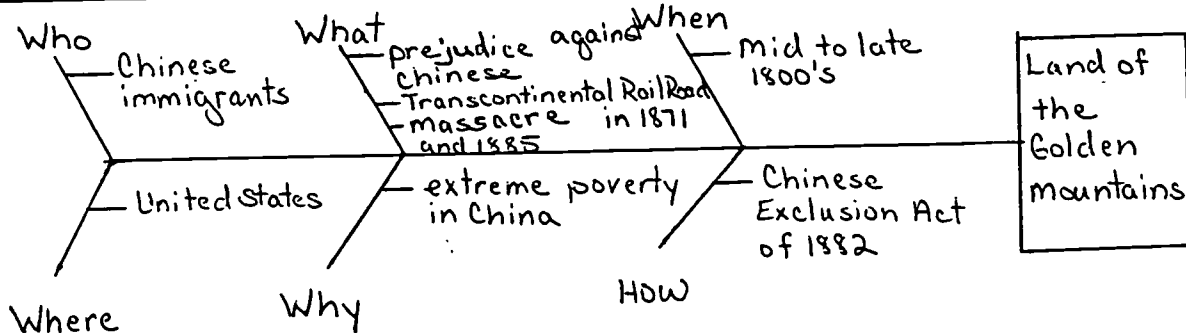 Who
Chinese
immigrants
What
prejudice against
chinese
Transcontinental RailRoad
massacre in 1871
and 1885
When
Mid to late
1800's
Land of
the
Golden
mountains
United States
Where
extreme poverty
in China
Why
Chinese
Exclusion Act
of 1882
How